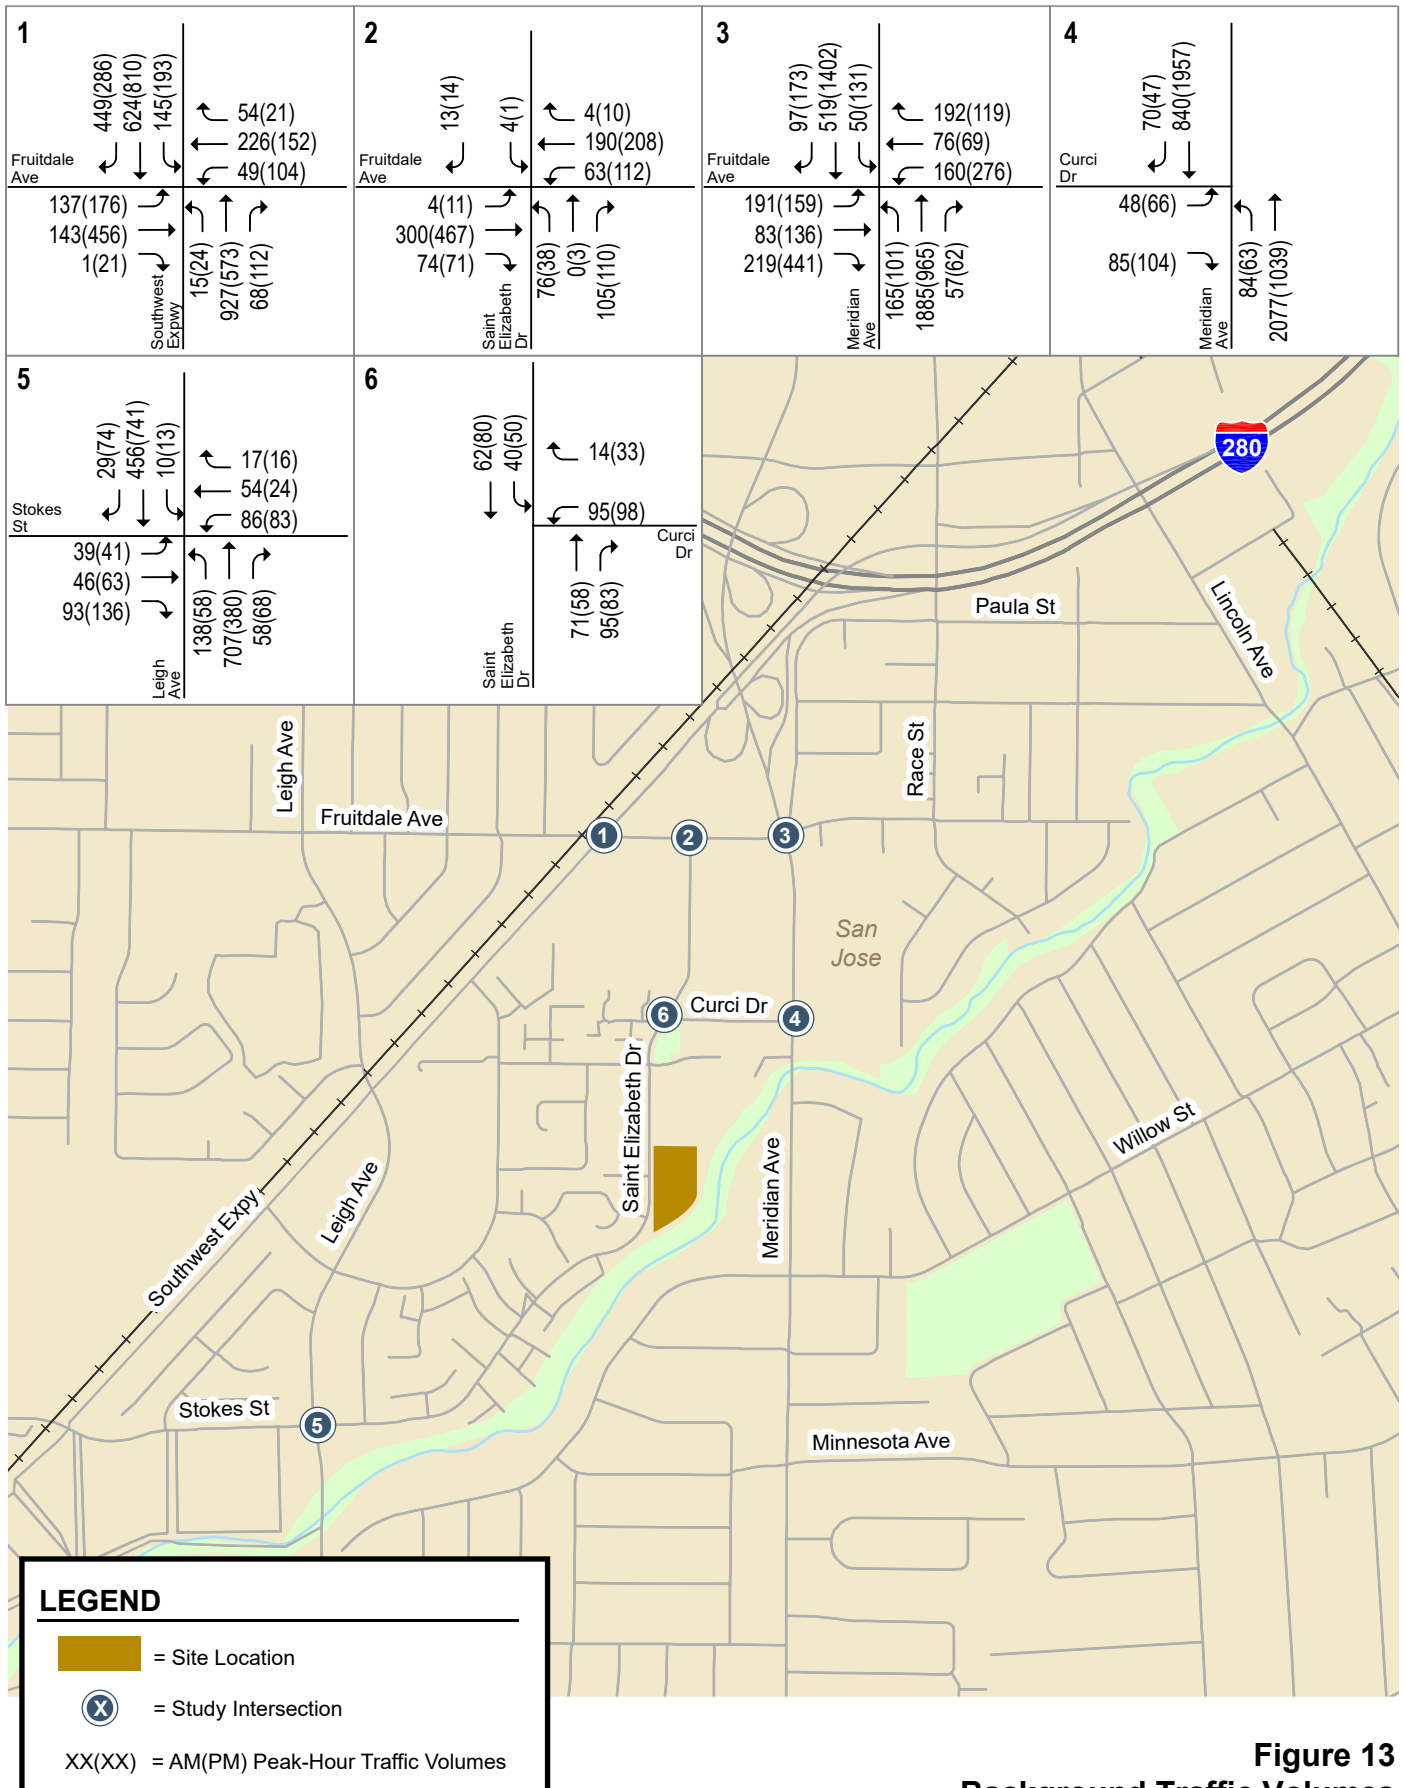 1
449(286)
624(810)
145(193)
54(21)
226(152)
49(104)
Fruitdale
Ave
137(176)
143(456)
1(21)
15(24)
927(573)
68(112)
Southwest
Expwy
2
13(14)
4(1)
4(10)
190(208)
63(112)
Fruitdale
Ave
4(11)
300(467)
74(71)
76(38)
0(3)
105(110)
Saint
Elizabeth
Dr
3
97(173)
519(1402)
50(131)
192(119)
76(69)
160(276)
Fruitdale
Ave
191(159)
83(136)
219(441)
165(101)
1885(965)
57(62)
Meridian
Ave
4
70(47)
840(1957)
Curci
Dr
48(66)
85(104)
84(63)
2077(1039)
Meridian
Ave
5
29(74)
456(741)
10(13)
17(16)
54(24)
86(83)
Stokes
St
39(41)
46(63)
93(136)
138(58)
707(380)
58(68)
Leigh
Ave
6
62(80)
40(50)
14(33)
95(98)
Curci
Dr
71(58)
95(83)
Saint
Elizabeth
Dr
280
Paula St
Lincoln Ave
Race St
Leigh Ave
Fruitdale Ave
1
2
3
San
Jose
6
Curci Dr
4
Saint Elizabeth Dr
Meridian Ave
Willow St
Leigh Ave
Southwest Expy
Stokes St
5
Minnesota Ave
LEGEND
= Site Location
X = Study Intersection
XX(XX) = AM(PM) Peak-Hour Traffic Volumes
Figure 13
Background Traffic Volumes